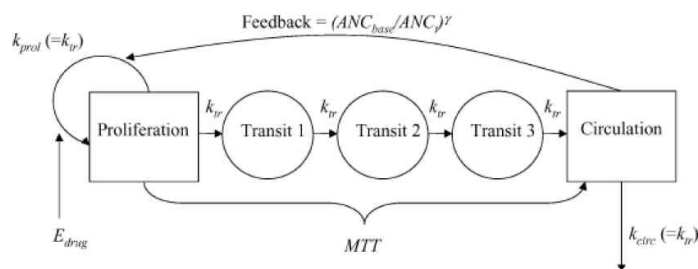 Feedback = (ANC_base/ANC_t)^γ
k_prol (=k_tr)
k_tr k_tr k_tr k_tr
Proliferation Transit 1 Transit 2 Transit 3 Circulation
E_drug
MTT
k_circ (=k_tr)